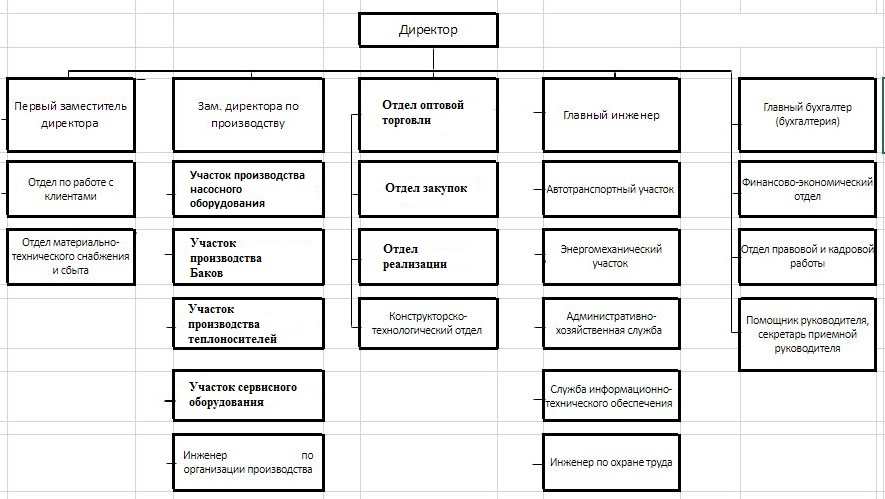 Директор
Первый заместитель
директора
Отдел по работе с
клиентами
Отдел материально-
технического снабжения
и сбыта
Зам. директора по
производству
Участок производства
насосного
оборудования
Участок
производства
Баков
Участок
производства
теплоносителей
Участок сервисного
оборудования
Инженер по
организации производства
Отдел оптовой
торговли
Отдел закупок
Отдел
реализации
Конструкторско-
технологический отдел
Главный инженер
Автотранспортный участок
Энергомеханический
участок
Административно-
хозяйственная служба
Служба информационно-
технического обеспечения
Инженер по охране труда
Главный бухгалтер
(бухгалтерия)
Финансово-экономический
отдел
Отдел правовой и кадровой
работы
Помощник руководителя,
секретарь приемной
руководителя